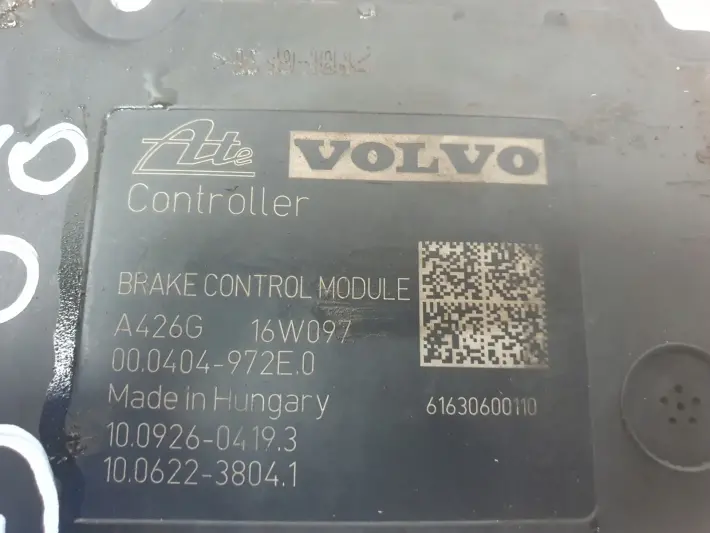 Ate VOLVO
Controller
BRAKE CONTROL MODULE
A426G 16W097
00.0404-972E.0
Made in Hungary
61630600110
10.0926-0419.3
10.0622-3804.1